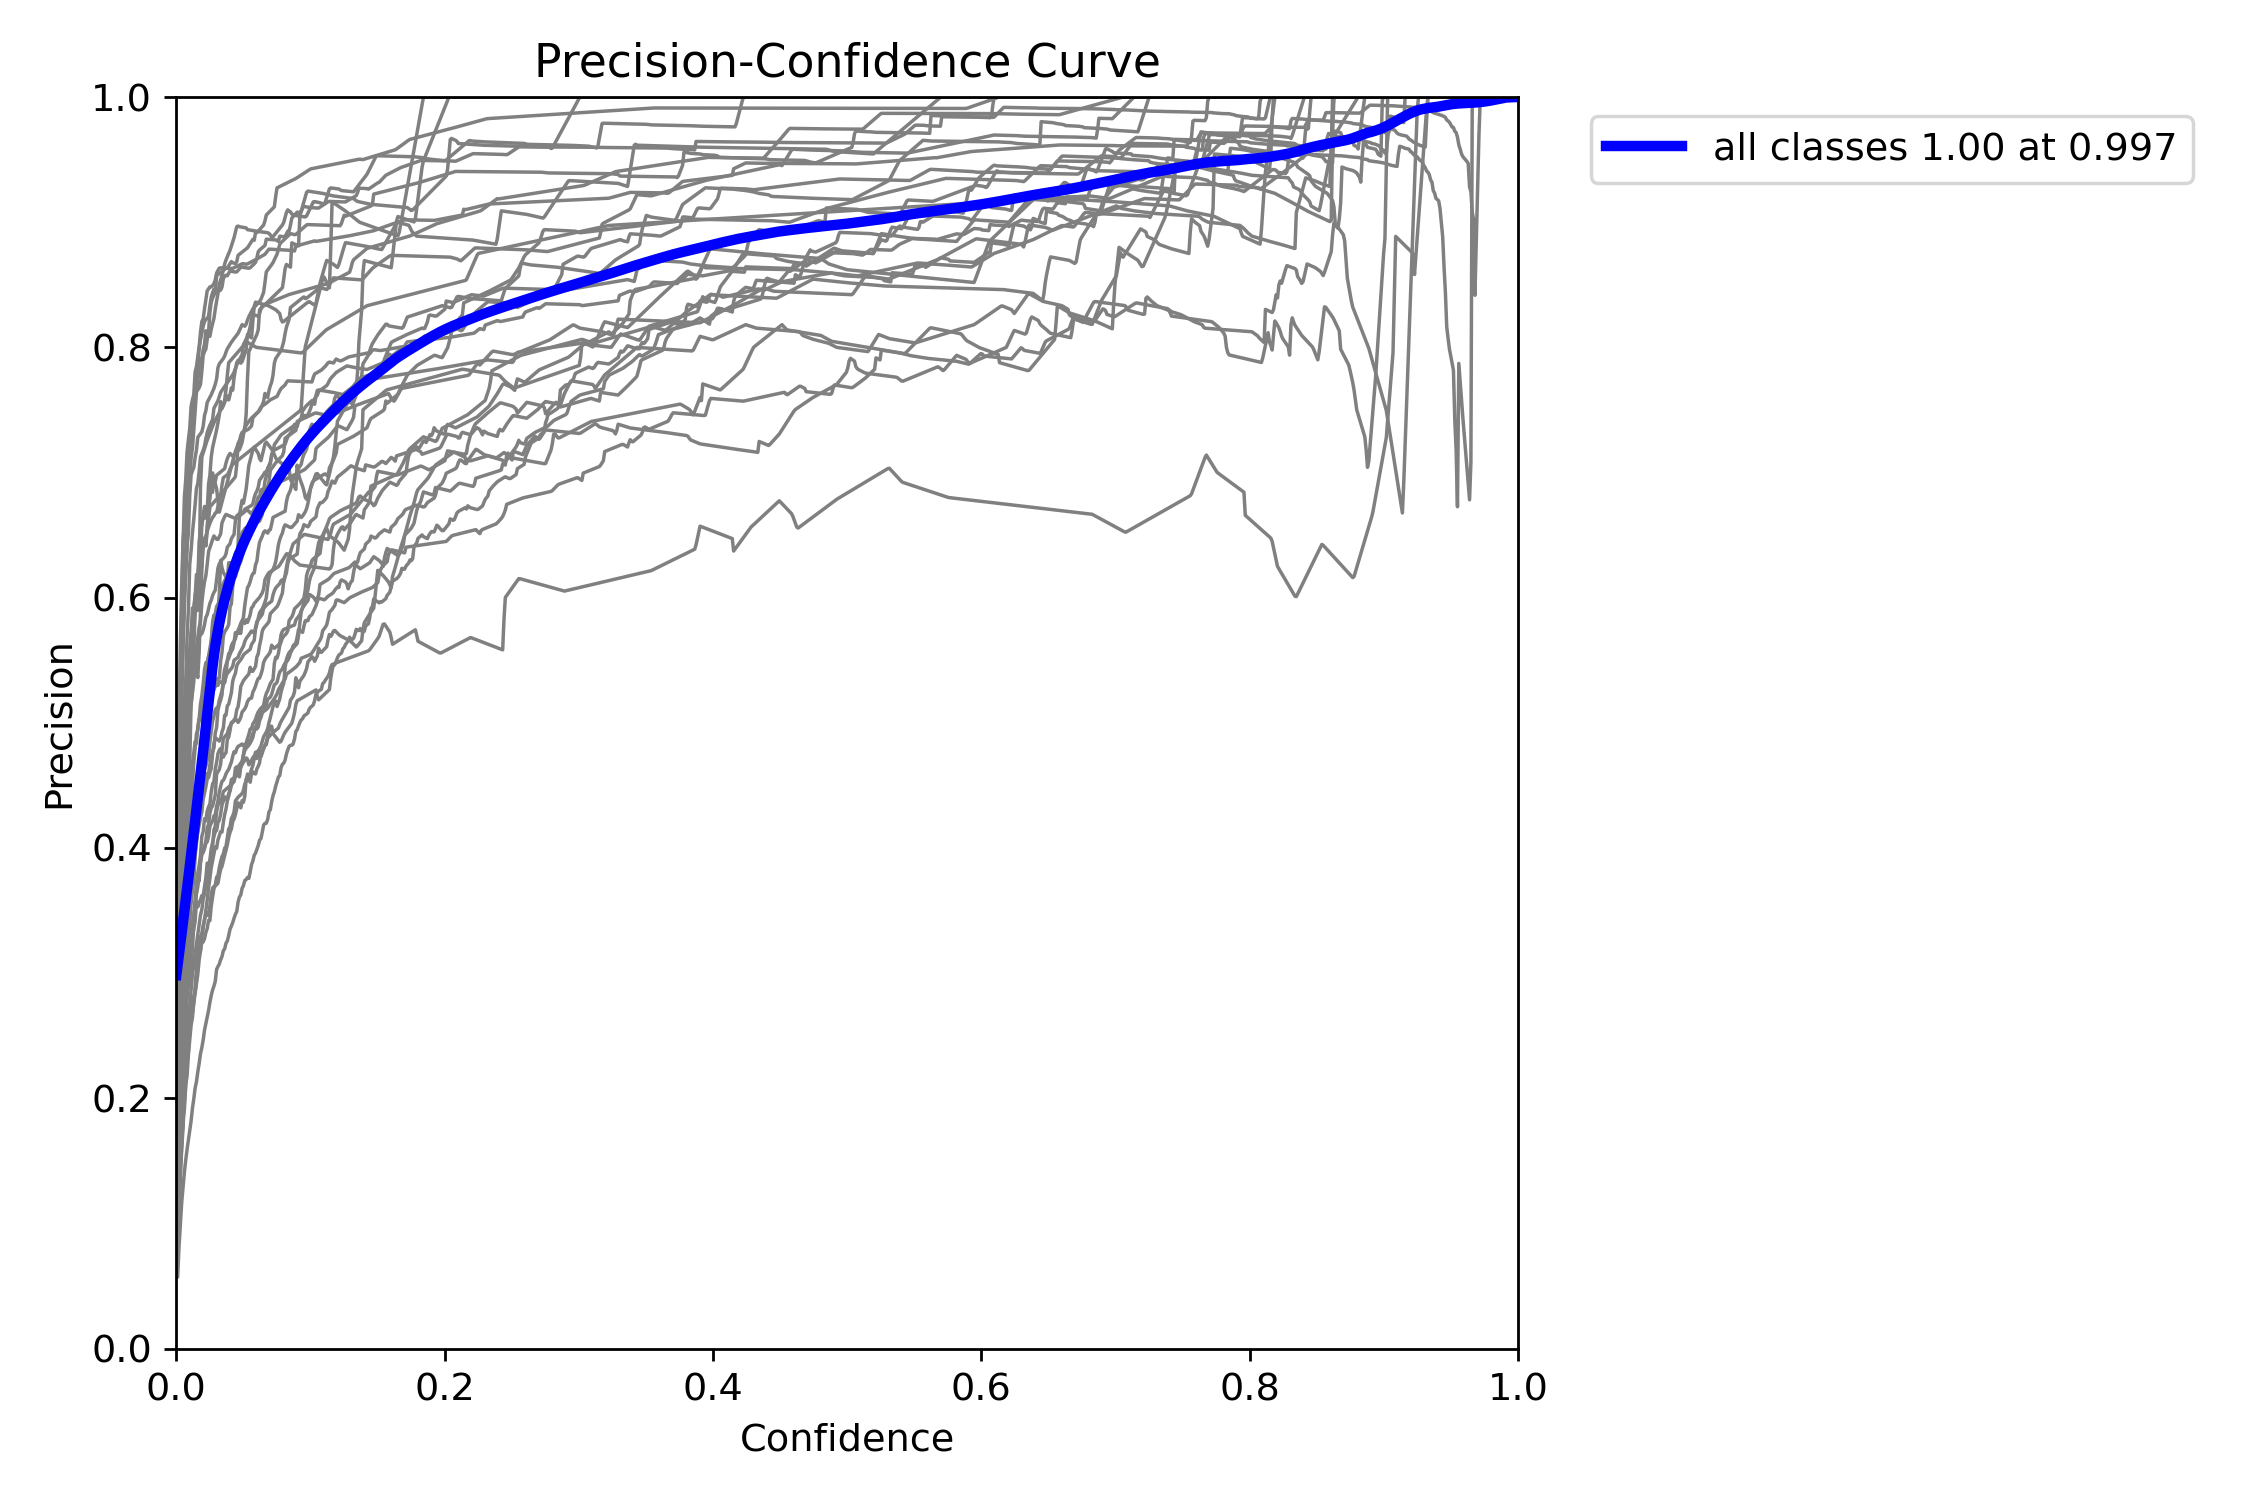 Precision-Confidence Curve
1.0
0.8
0.6
0.4
0.2
0.0
Precision
0.0 0.2 0.4 0.6 0.8 1.0
Confidence
all classes 1.00 at 0.997